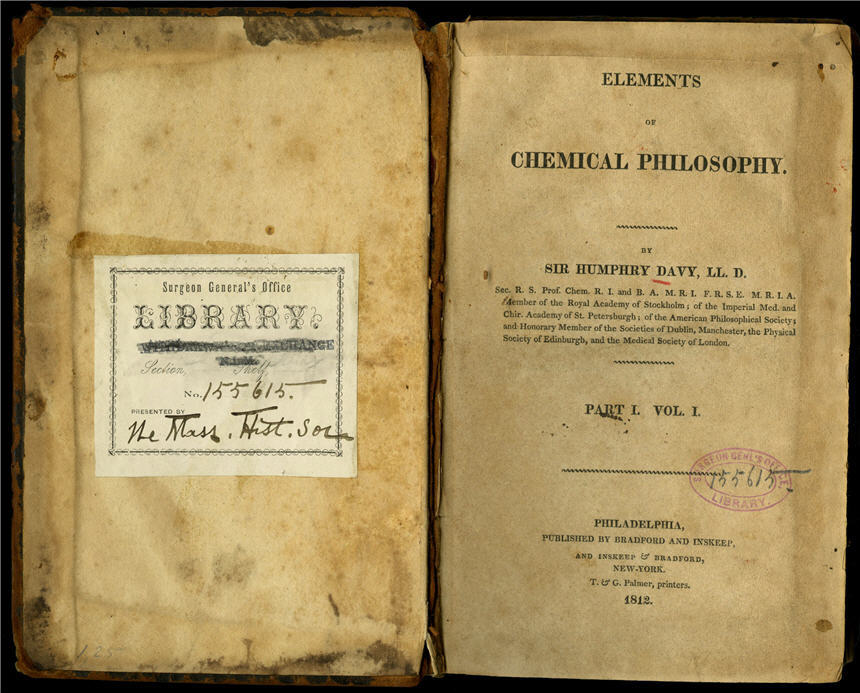 Surgeon General's Office
LIBRARY.
Section,
Shelf,
No. 155615.
PRESENTED BY
The Mass. Hist. Soc
ELEMENTS
OF
CHEMICAL PHILOSOPHY.
BY
SIR HUMPHRY DAVY, LL. D.
Sec. R. S. Prof. Chem. R. I. and B. A. M. R. I. F. R. S. E. M. R. I. A.
Member of the Royal Academy of Stockholm; of the Imperial Med. and
Chir. Academy of St. Petersburgh; of the American Philosophical Society;
and Honorary Member of the Societies of Dublin, Manchester, the Physical
Society of Edinburgh, and the Medical Society of London.
PART I. VOL. I.
SURGEON GENL'S OFFICE
155615
LIBRARY.
PHILADELPHIA,
PUBLISHED BY BRADFORD AND INSKEEP,
AND INSKEEP & BRADFORD,
NEW-YORK.
T. & G. Palmer, printers.
1812.